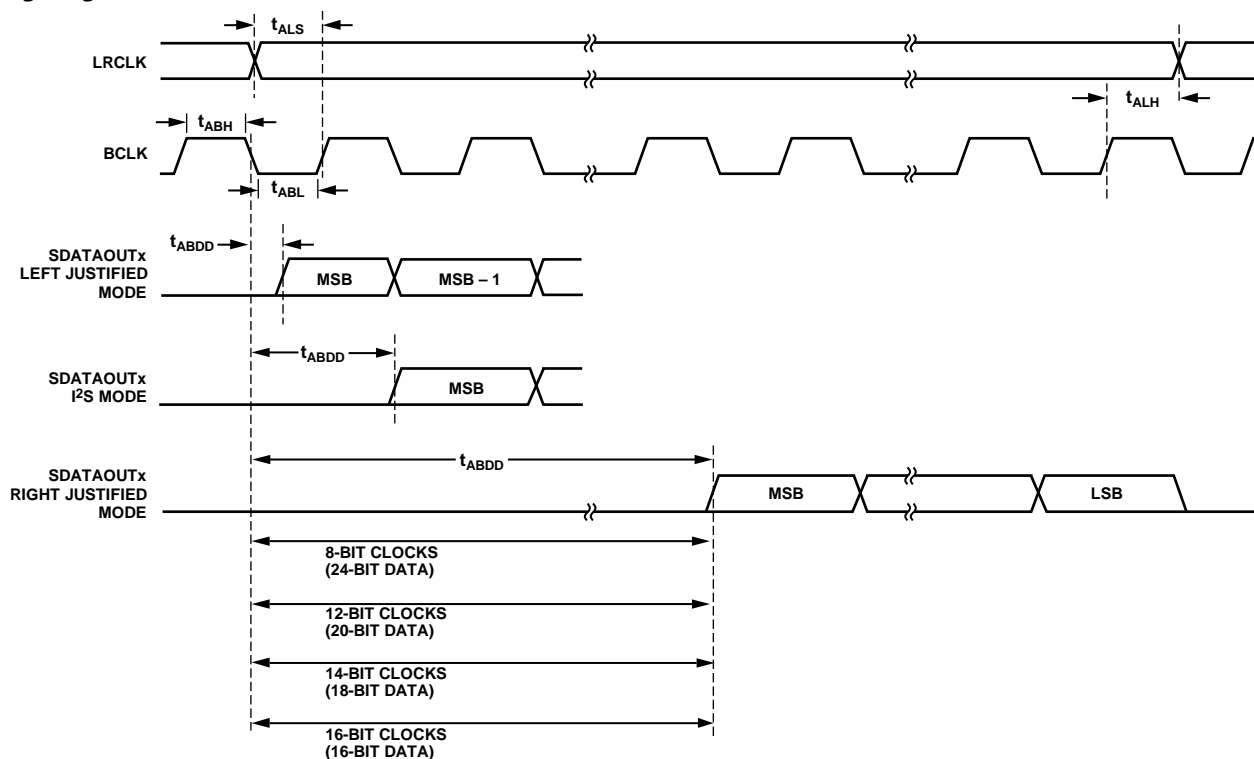 tALS
LRCLK
tALH
tABH
BCLK
tABL
tABDD
SDATAOUTx
LEFT JUSTIFIED
MODE
MSB
MSB – 1
tABDD
SDATAOUTx
I2S MODE
MSB
tABDD
SDATAOUTx
RIGHT JUSTIFIED
MODE
MSB
LSB
8-BIT CLOCKS
(24-BIT DATA)
12-BIT CLOCKS
(20-BIT DATA)
14-BIT CLOCKS
(18-BIT DATA)
16-BIT CLOCKS
(16-BIT DATA)